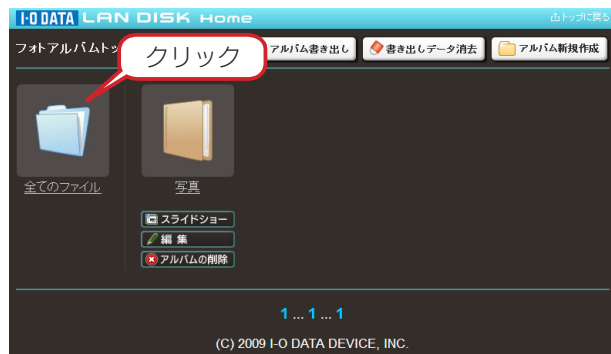 I-O DATA LAN DISK Home
凸トップに戻る
フォトアルバムトッ
クリック
アルバム書き出し
書き出しデータ消去
アルバム新規作成
全てのファイル
写真
スライドショー
編 集
アルバムの削除
1 ... 1 ... 1
(C) 2009 I-O DATA DEVICE, INC.